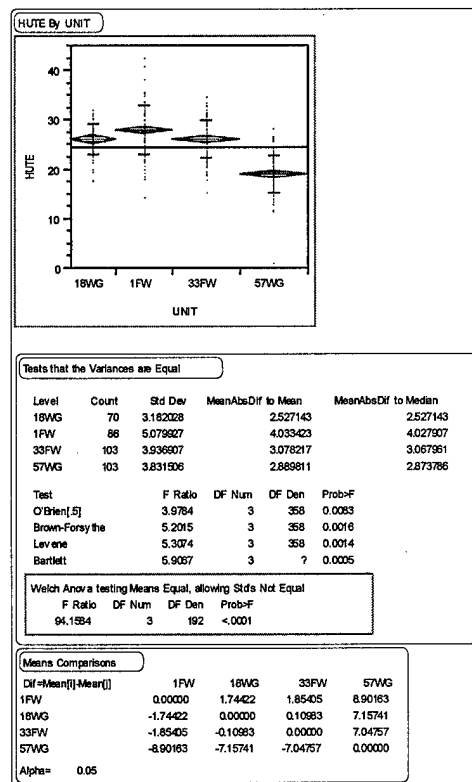 HUTE By UNIT
40
30
20
10
0
HUTE
18WG 1FW 33FW 57WG
UNIT
Tests that the Variances are Equal
Level Count Std Dev MeanAbsDif to Mean MeanAbsDif to Median
18WG 70 3.182028 2.527143 2.527143
1FW 86 5.079927 4.033423 4.027907
33FW 103 3.936907 3.078217 3.067961
57WG 103 3.831506 2.889811 2.873786
Test F Ratio DF Num DF Den Prob>F
O'Brien[.5] 3.9784 3 358 0.0083
Brown-Forsythe 5.2015 3 358 0.0016
Levene 5.3074 3 358 0.0014
Bartlett 5.9067 3 ? 0.0005
Welch Anova testing Means Equal, allowing Stds Not Equal
F Ratio DF Num DF Den Prob>F
94.1584 3 192 <.0001
Means Comparisons
Dif=Mean[i]-Mean[j] 1FW 18WG 33FW 57WG
1FW 0.00000 1.74422 1.85405 8.90163
18WG -1.74422 0.00000 0.10983 7.15741
33FW -1.85405 -0.10983 0.00000 7.04757
57WG -8.90163 -7.15741 -7.04757 0.00000
Alpha= 0.05